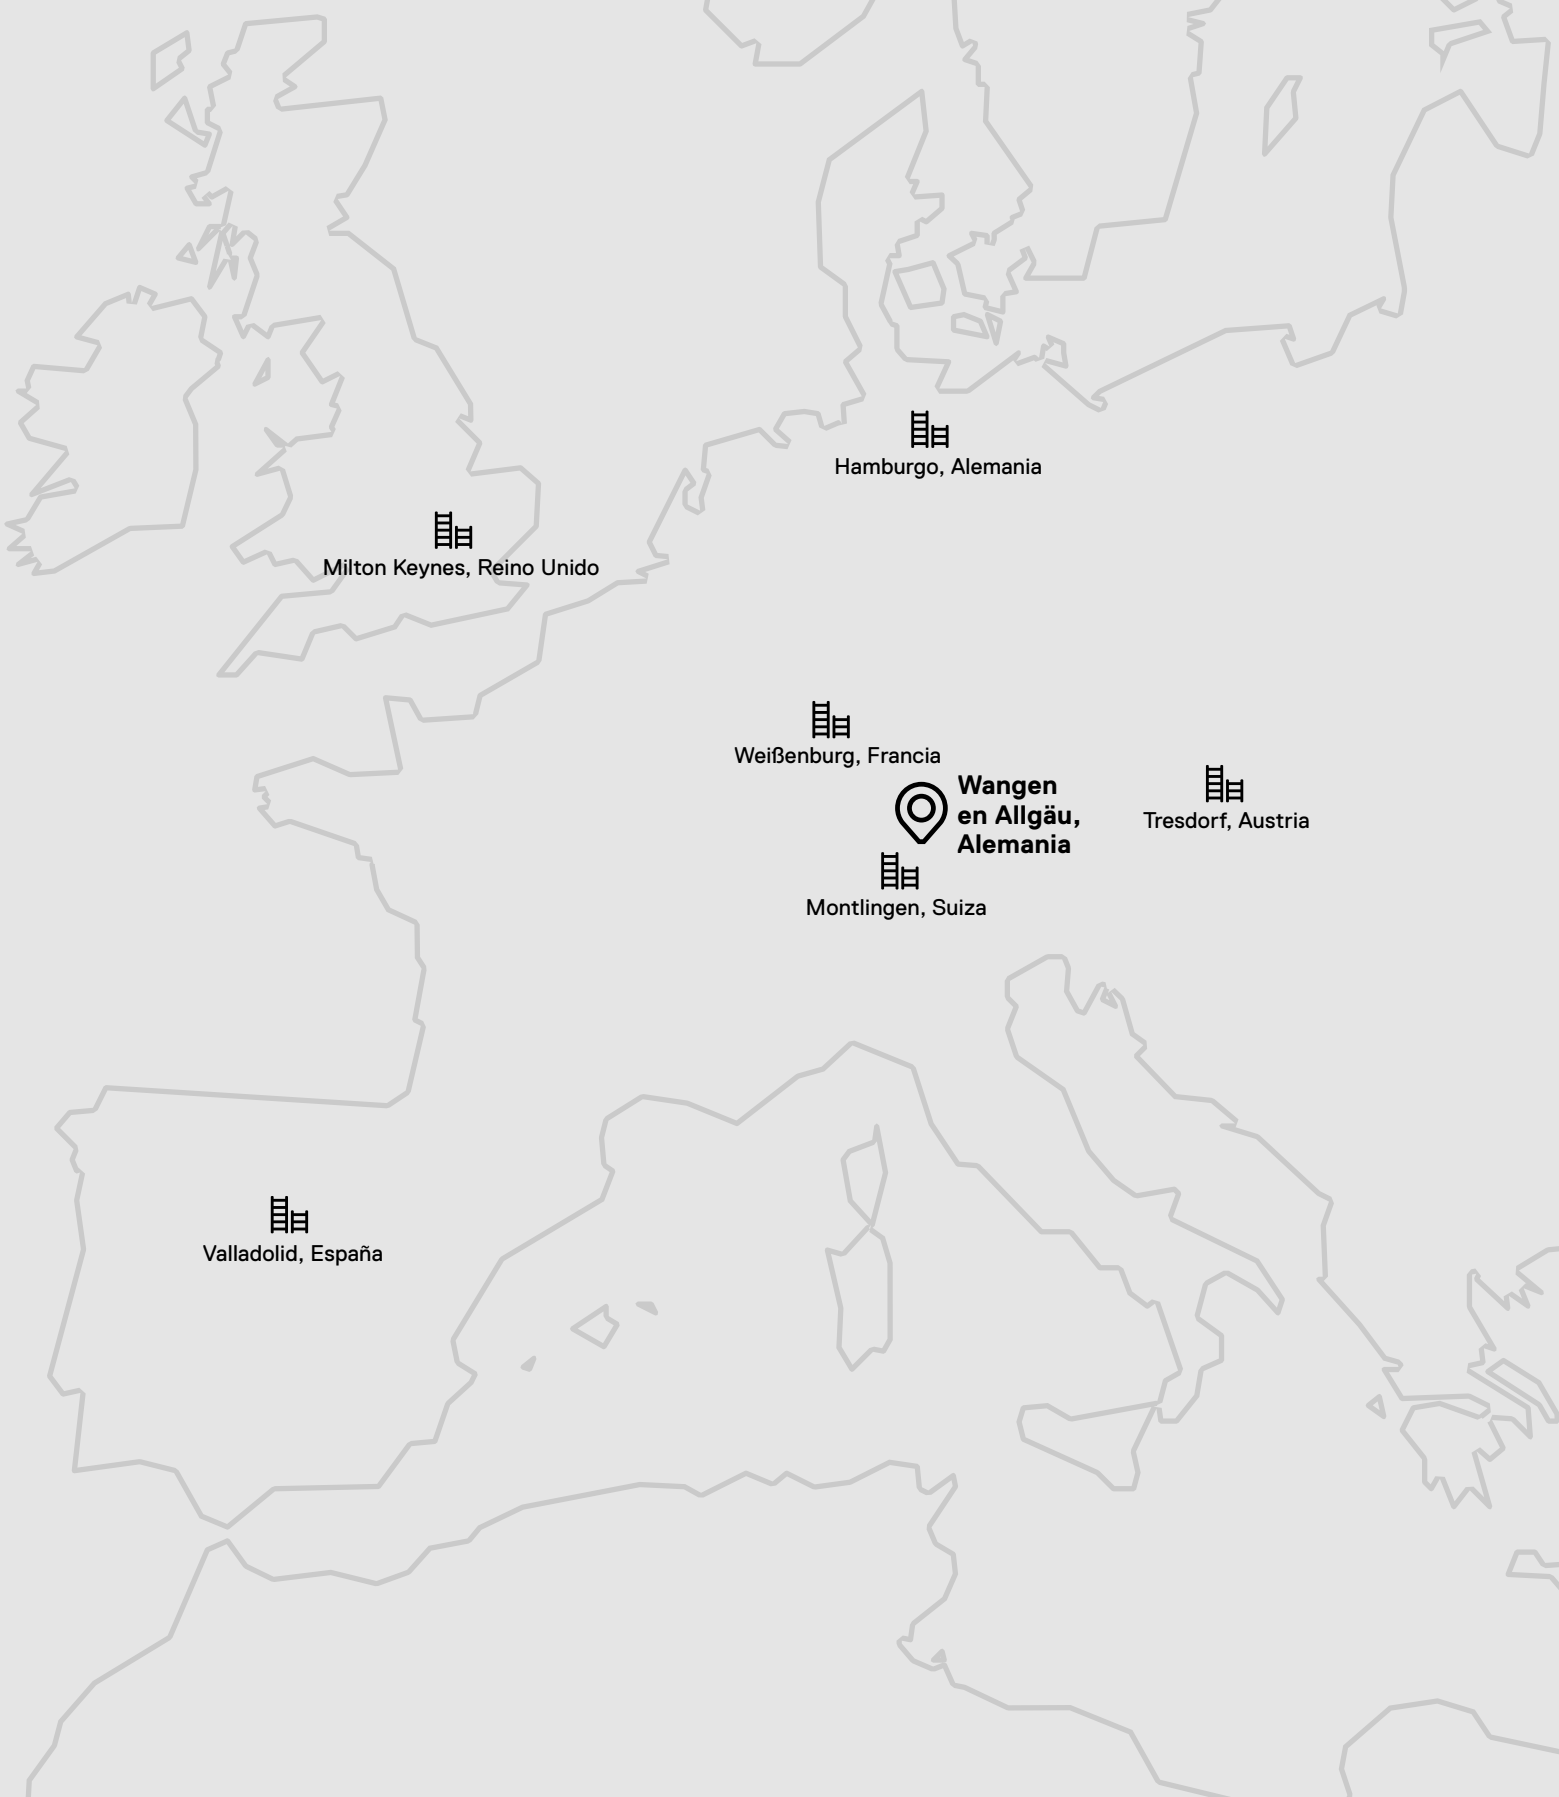 Hamburgo, Alemania
Milton Keynes, Reino Unido
Weißenburg, Francia
Wangen
en Allgäu,
Alemania
Tresdorf, Austria
Montlingen, Suiza
Valladolid, España